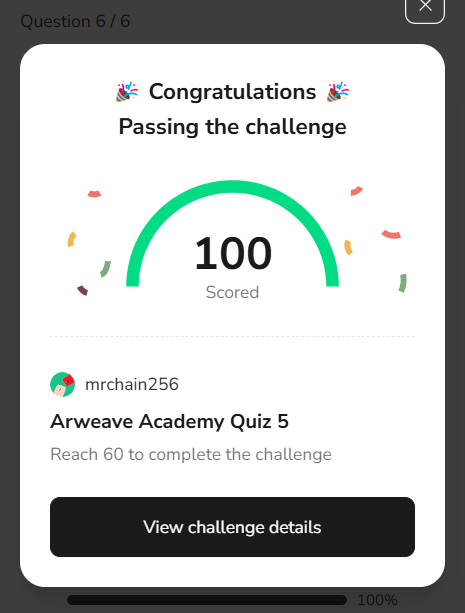 Question 6 / 6
🎉 Congratulations 🎉
Passing the challenge
100
Scored
mrchain256
Arweave Academy Quiz 5
Reach 60 to complete the challenge
View challenge details
100%